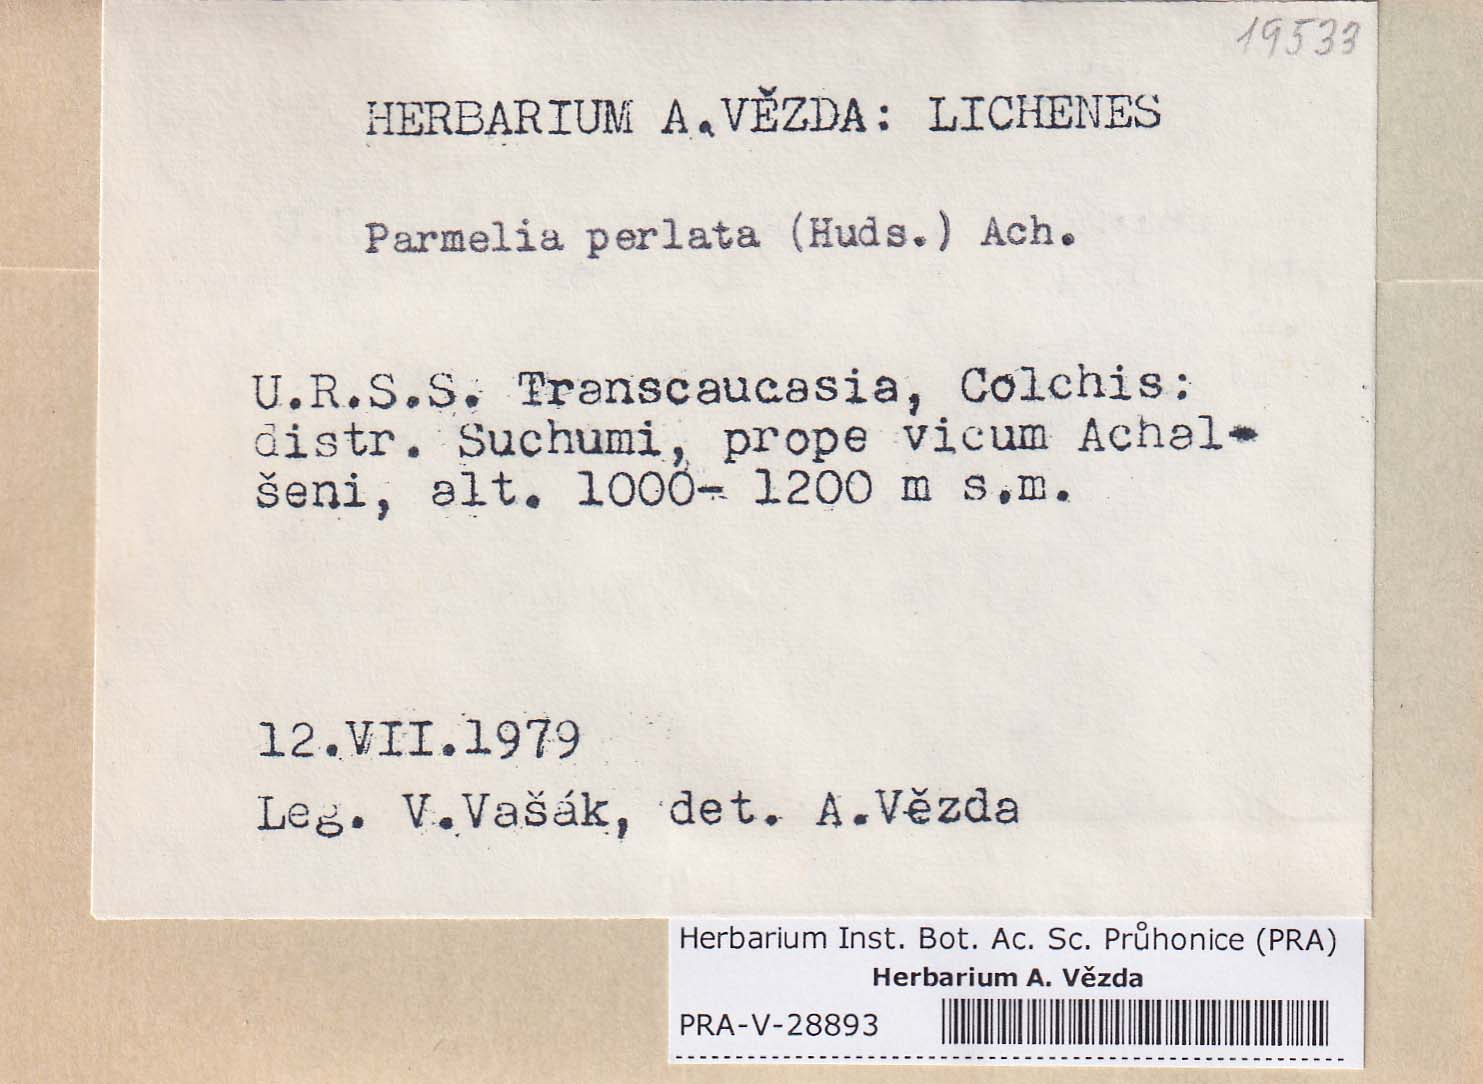 19533
HERBARIUM A.VĚZDA: LICHENES
Parmelia perlata (Huds.) Ach.
U.R.S.S. Transcaucasia, Colchis:
distr. Suchumi, prope vicum Achal-
šeni, alt. 1000- 1200 m s.m.
12.VII.1979
Leg. V.Vašák, det. A.Vězda
Herbarium Inst. Bot. Ac. Sc. Průhonice (PRA)
Herbarium A. Vězda
PRA-V-28893